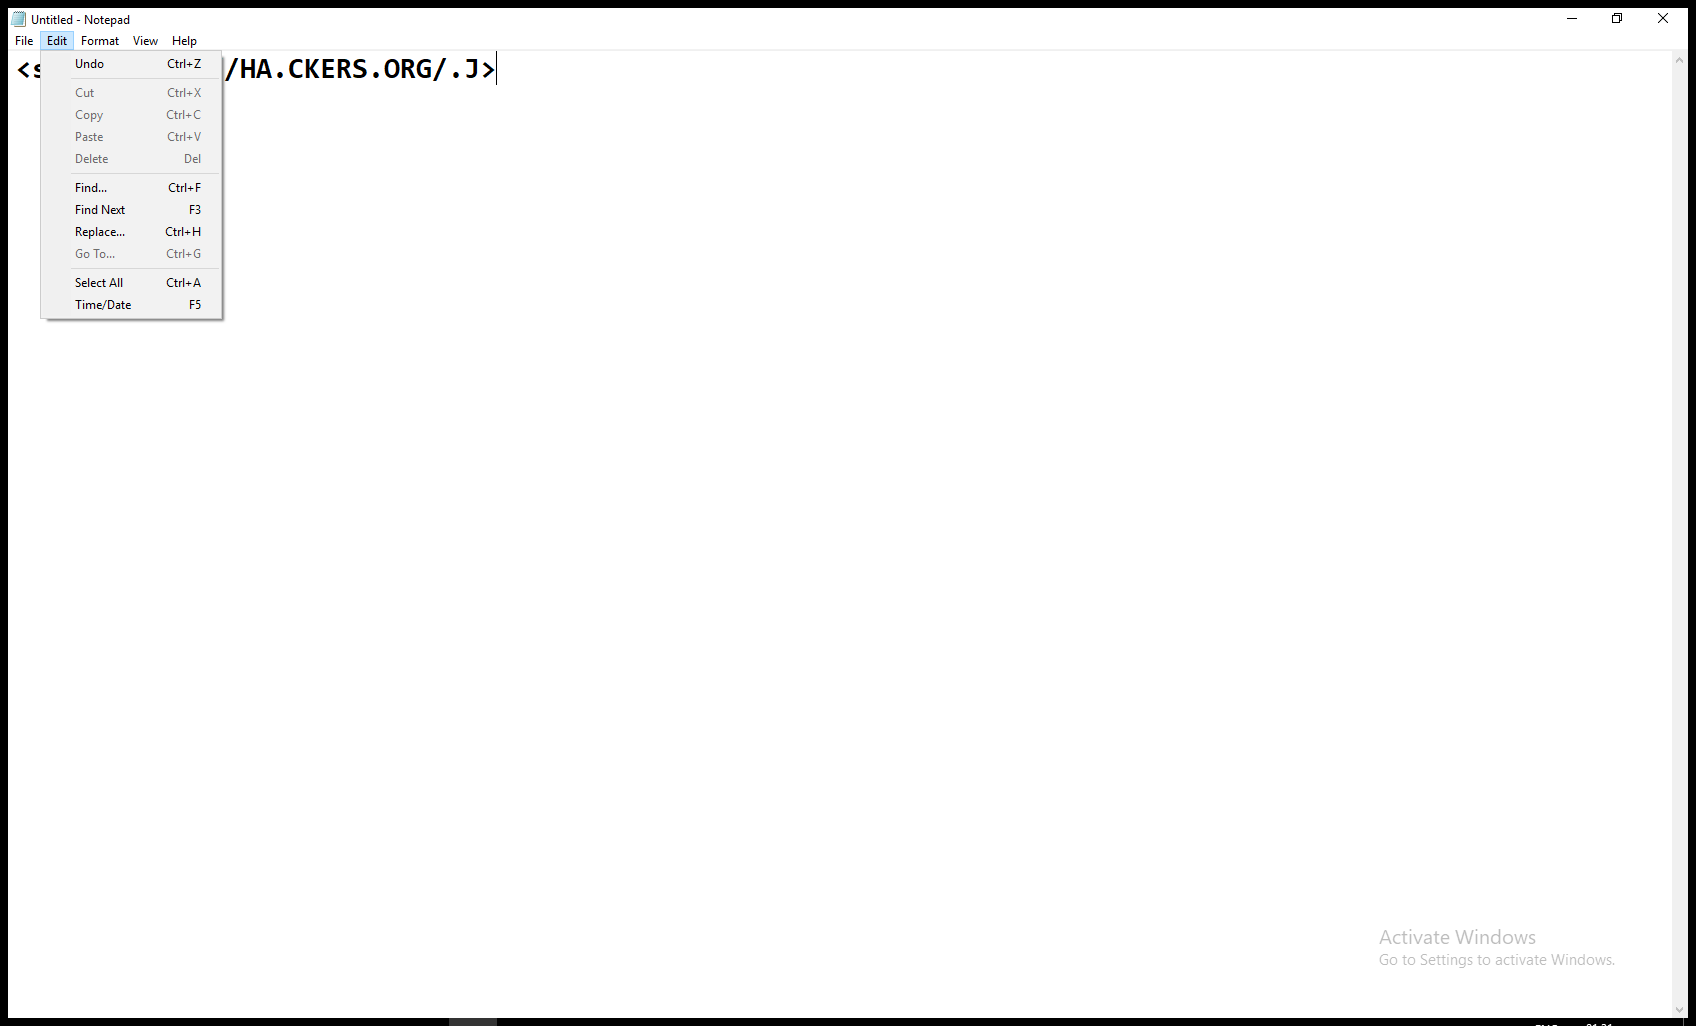 Untitled - Notepad
File Edit Format View Help
/HA.CKERS.ORG/.J>
Undo Ctrl+Z
Cut Ctrl+X
Copy Ctrl+C
Paste Ctrl+V
Delete Del
Find... Ctrl+F
Find Next F3
Replace... Ctrl+H
Go To... Ctrl+G
Select All Ctrl+A
Time/Date F5
Activate Windows
Go to Settings to activate Windows.